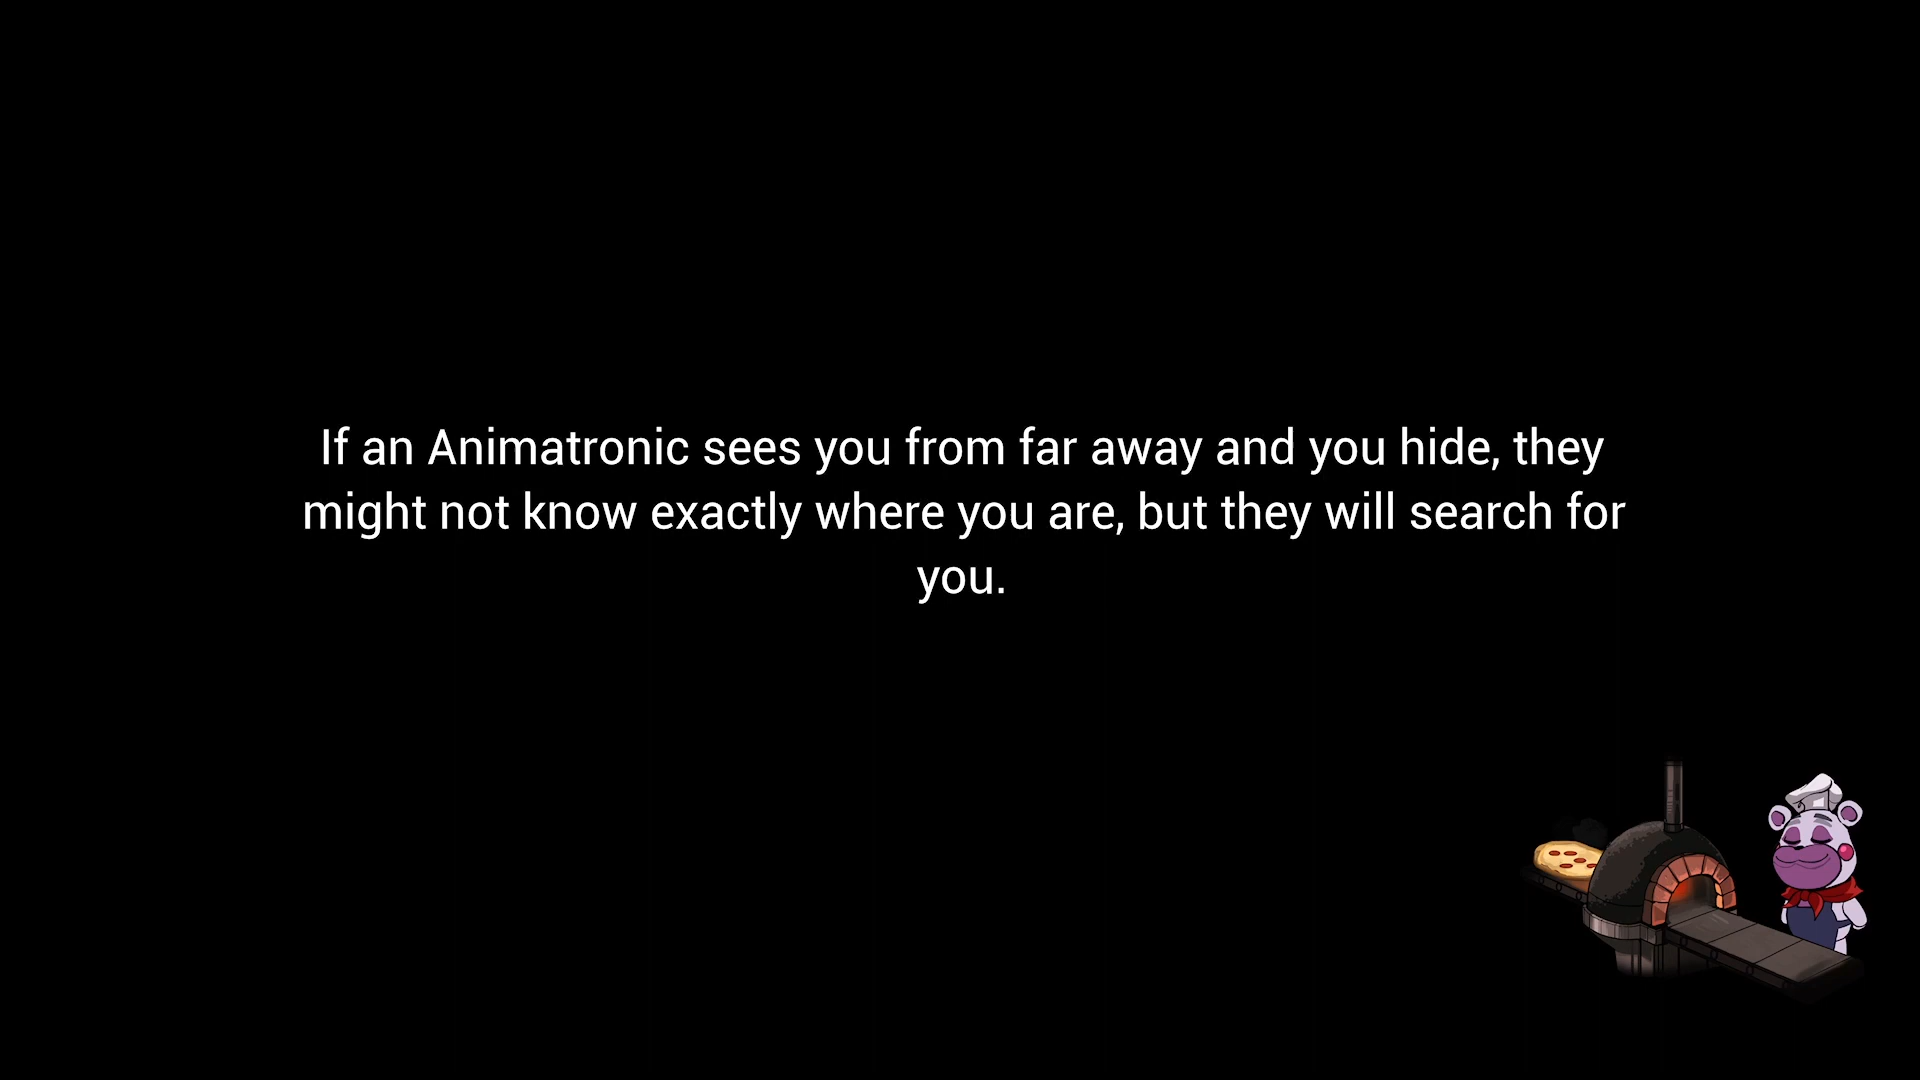 If an Animatronic sees you from far away and you hide, they
might not know exactly where you are, but they will search for
you.